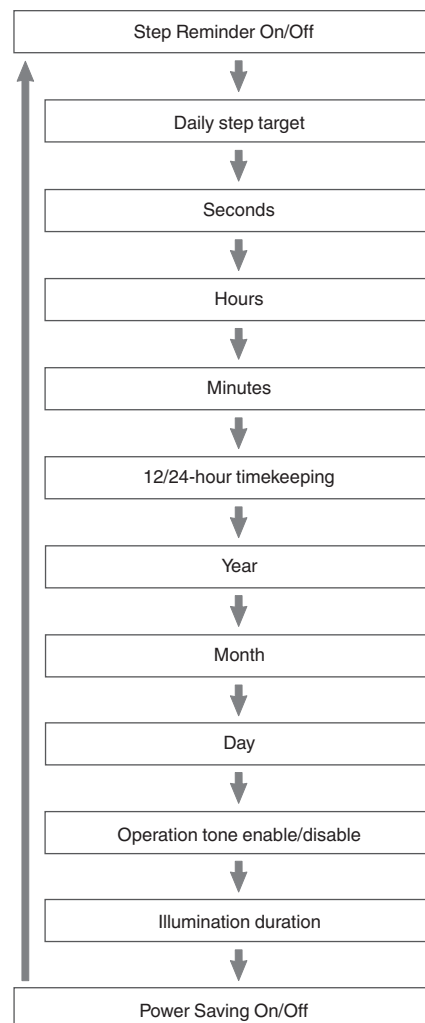 Step Reminder On/Off
Daily step target
Seconds
Hours
Minutes
12/24-hour timekeeping
Year
Month
Day
Operation tone enable/disable
Illumination duration
Power Saving On/Off